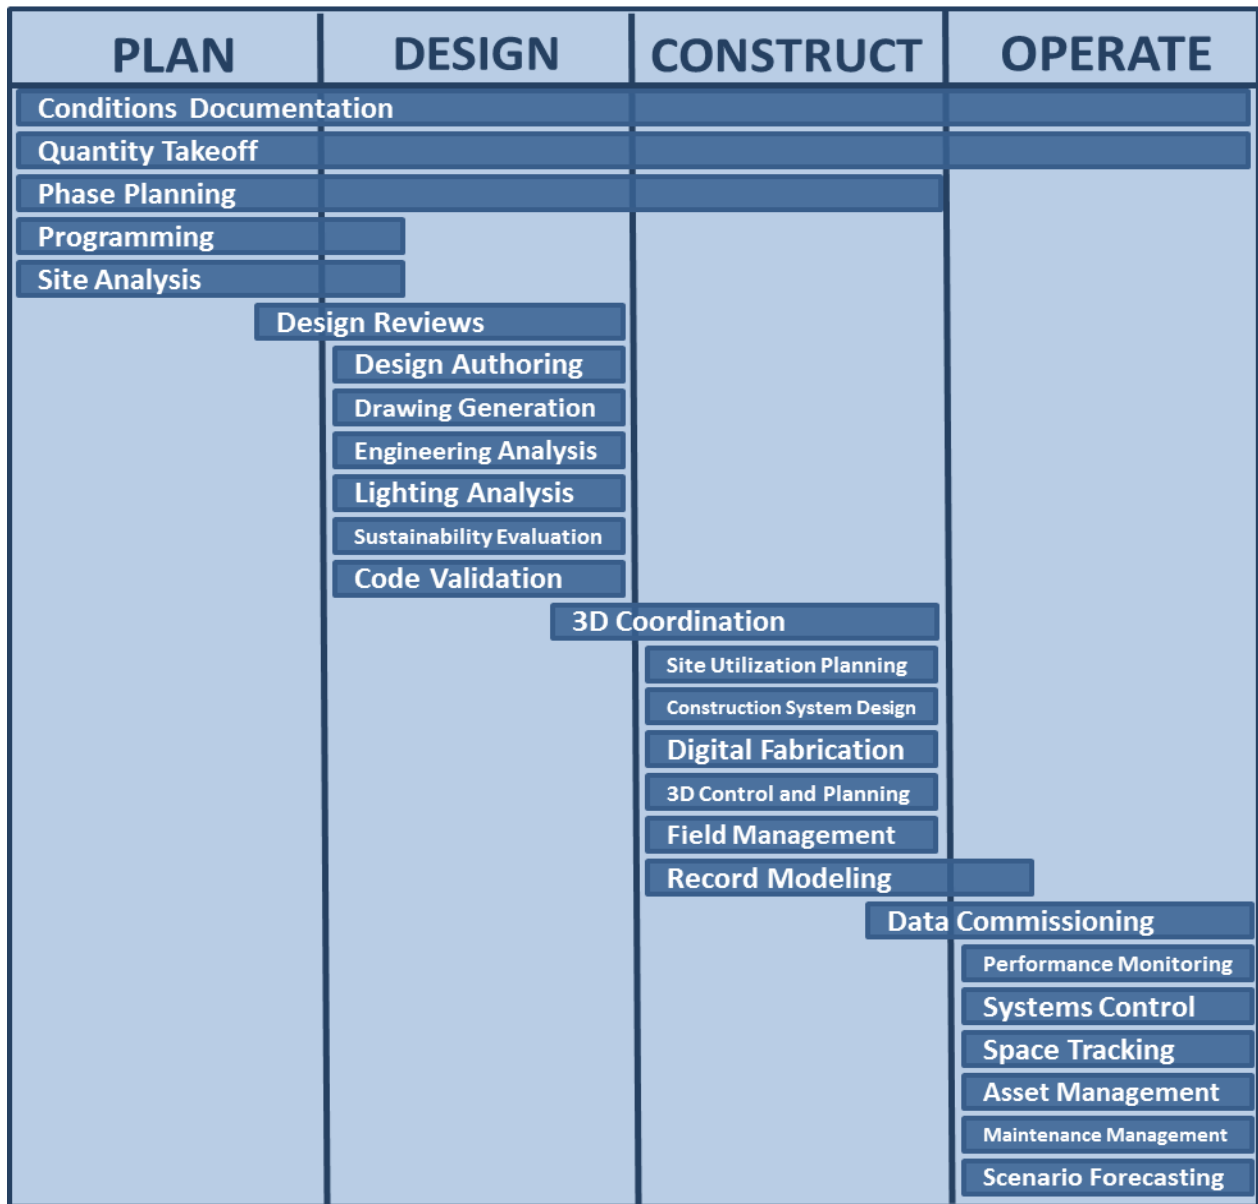 PLAN DESIGN CONSTRUCT OPERATE
Conditions Documentation
Quantity Takeoff
Phase Planning
Programming
Site Analysis
Design Reviews
Design Authoring
Drawing Generation
Engineering Analysis
Lighting Analysis
Sustainability Evaluation
Code Validation
3D Coordination
Site Utilization Planning
Construction System Design
Digital Fabrication
3D Control and Planning
Field Management
Record Modeling
Data Commissioning
Performance Monitoring
Systems Control
Space Tracking
Asset Management
Maintenance Management
Scenario Forecasting